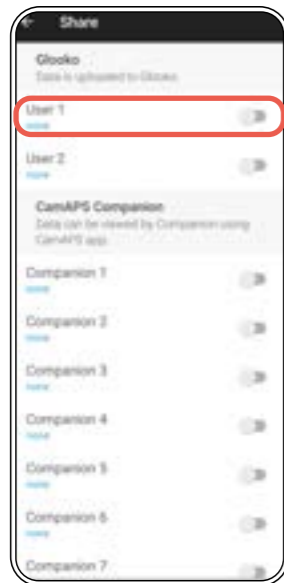 Share
Glooko
Data is uploaded to Glooko
User 1
none
User 2
none
CamAPS Companion
Data can be viewed by Companion using
CamAPS app
Companion 1
none
Companion 2
none
Companion 3
none
Companion 4
none
Companion 5
none
Companion 6
none
Companion 7